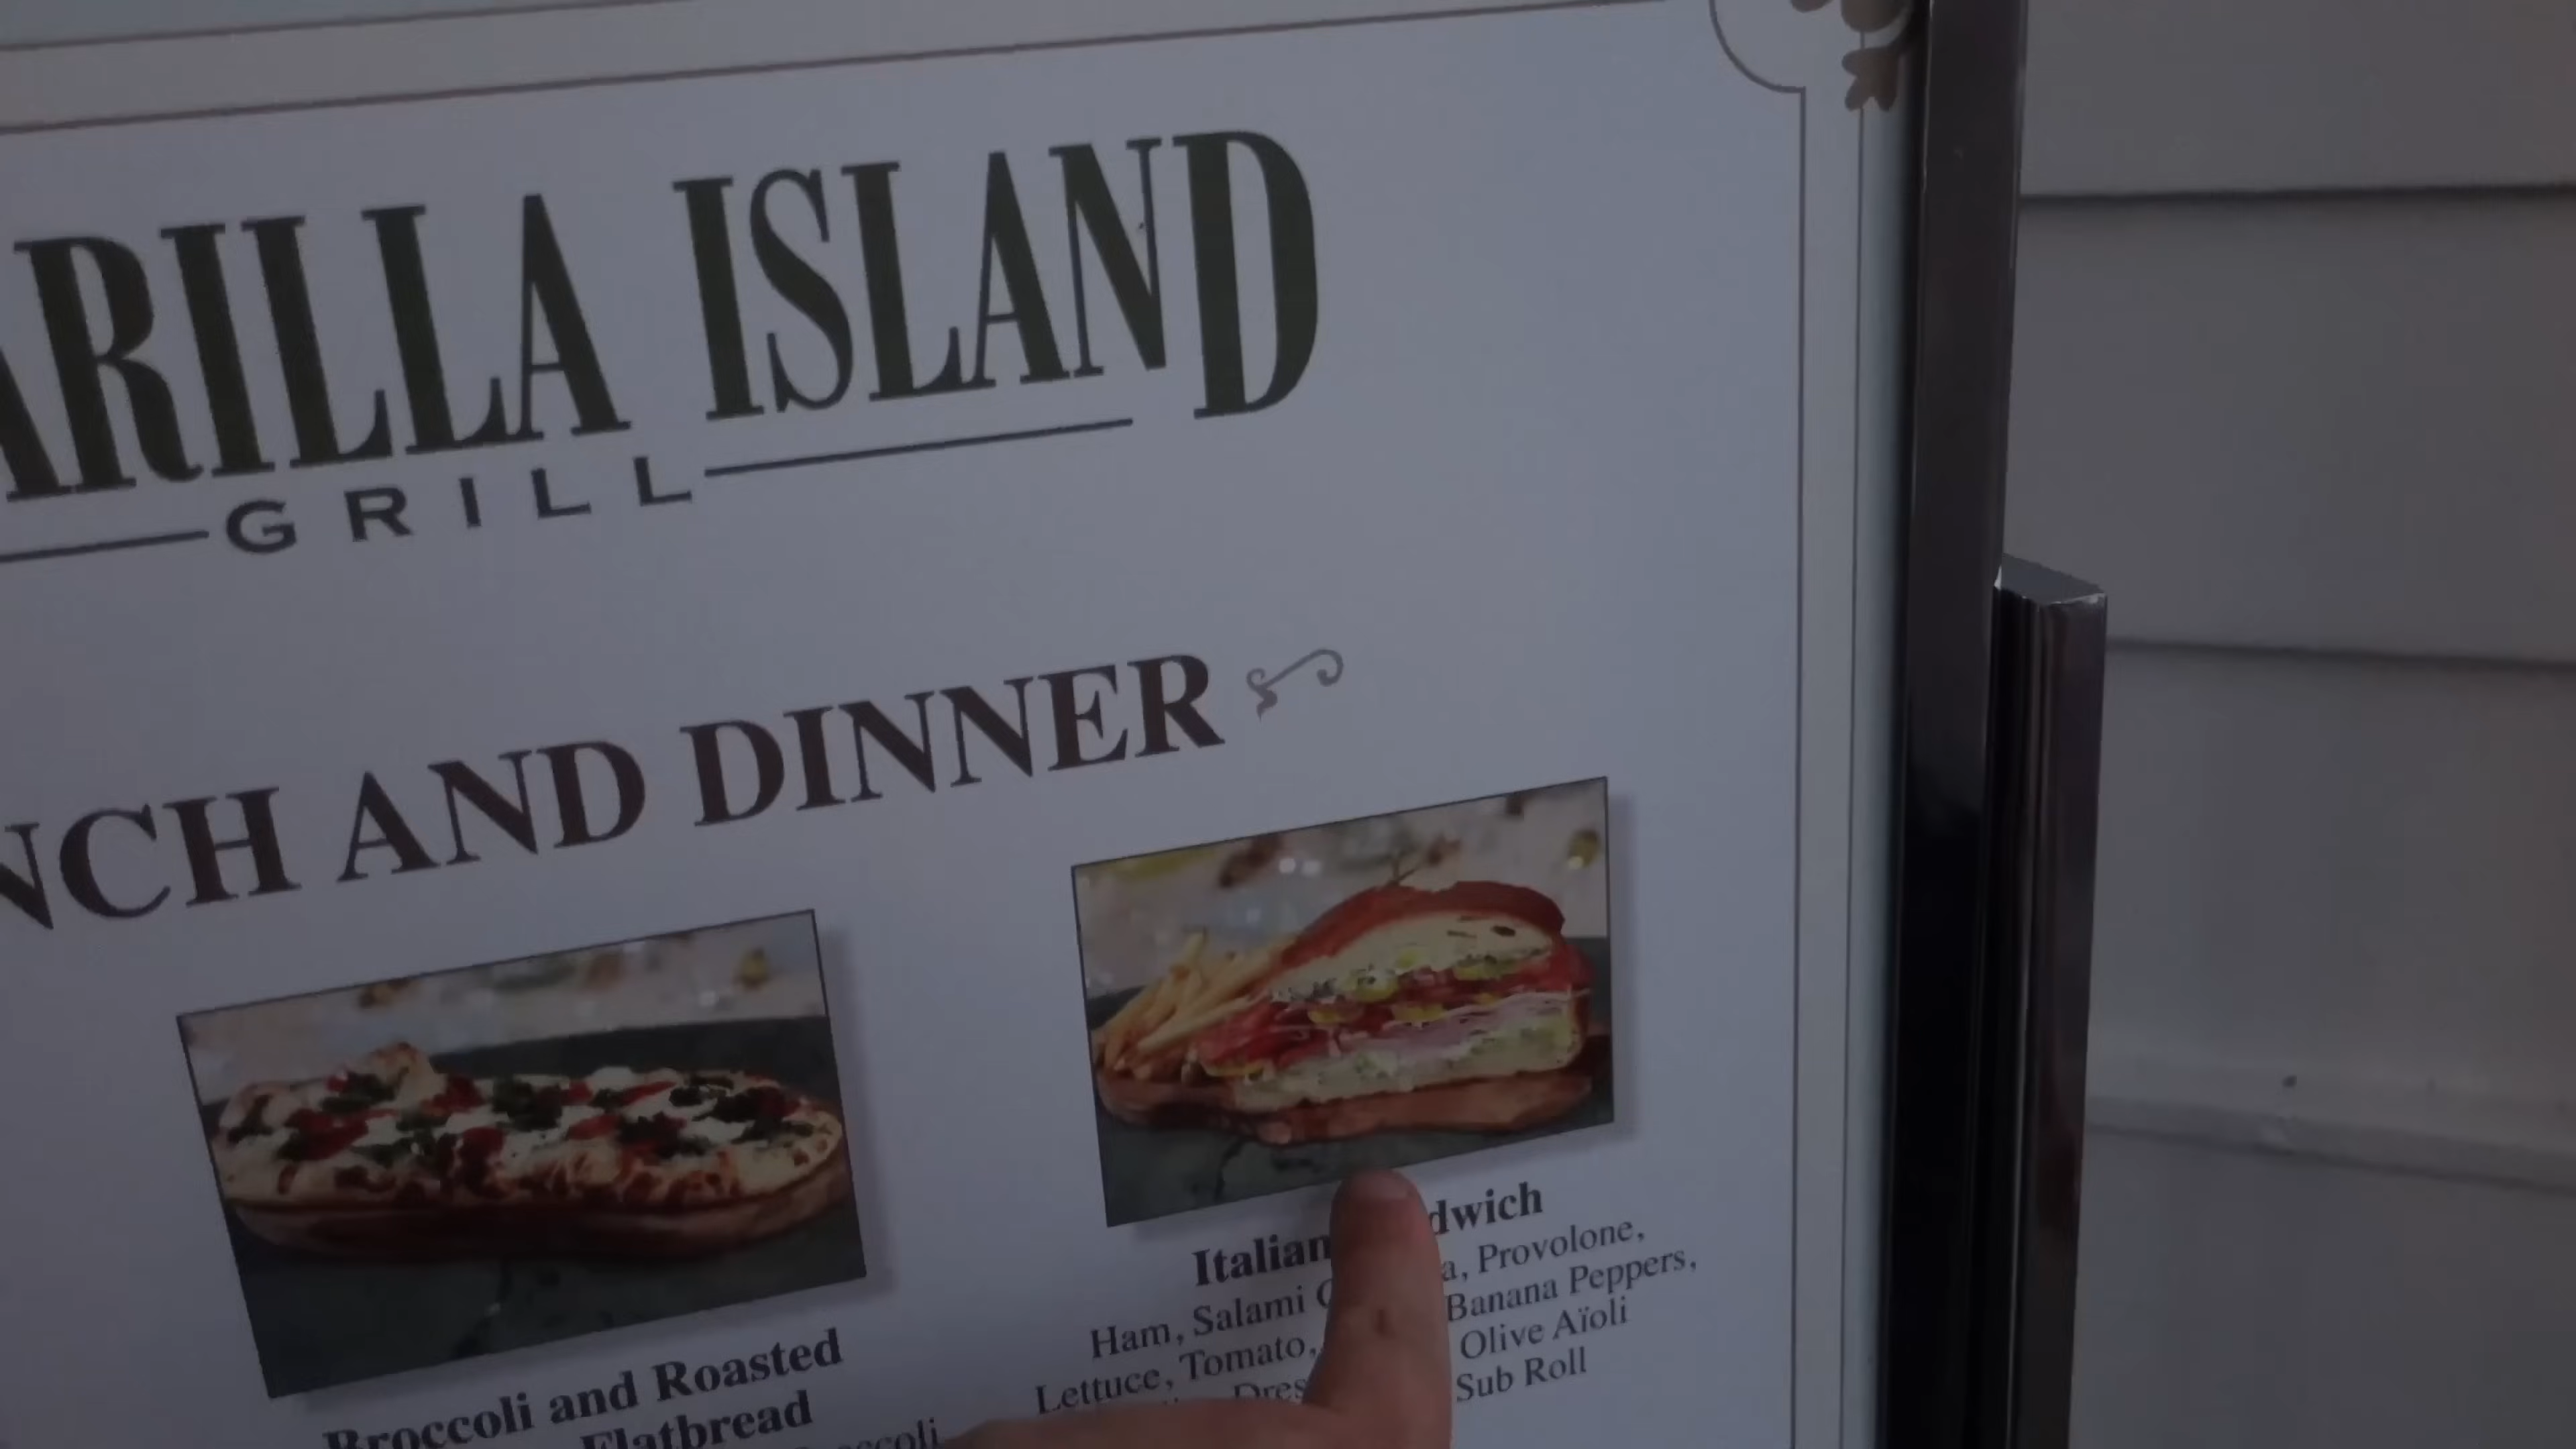 ARILLA ISLAND
GRILL
NCH AND DINNER
Broccoli and Roasted
Flatbread
Italian dwich
Ham, Salami C a, Provolone,
Lettuce, Tomato, Banana Peppers,
Dres Olive Aïoli
Sub Roll